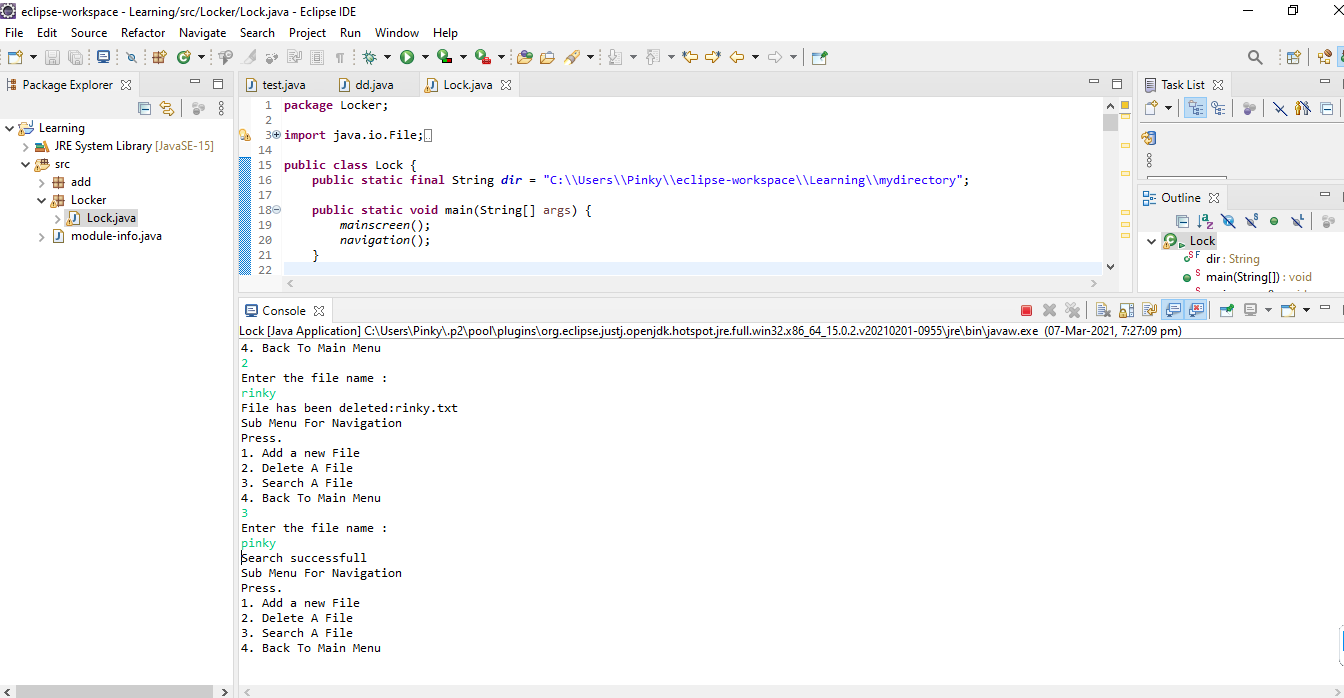 eclipse-workspace - Learning/src/Locker/Lock.java - Eclipse IDE
File Edit Source Refactor Navigate Search Project Run Window Help
Package Explorer
Learning
JRE System Library [JavaSE-15]
src
add
Locker
Lock.java
module-info.java
test.java dd.java Lock.java
1 package Locker;
2
3 import java.io.File;
14
15 public class Lock {
16 public static final String dir = "C:\\Users\\Pinky\\eclipse-workspace\\Learning\\mydirectory";
17
18 public static void main(String[] args) {
19 mainscreen();
20 navigation();
21 }
22
Task List
Outline
Lock
dir : String
main(String[]) : void
Console
Lock [Java Application] C:\Users\Pinky\.p2\pool\plugins\org.eclipse.justj.openjdk.hotspot.jre.full.win32.x86_64_15.0.2.v20210201-0955\jre\bin\javaw.exe (07-Mar-2021, 7:27:09 pm)
4. Back To Main Menu
2
Enter the file name :
rinky
File has been deleted:rinky.txt
Sub Menu For Navigation
Press.
1. Add a new File
2. Delete A File
3. Search A File
4. Back To Main Menu
3
Enter the file name :
pinky
Search successfull
Sub Menu For Navigation
Press.
1. Add a new File
2. Delete A File
3. Search A File
4. Back To Main Menu